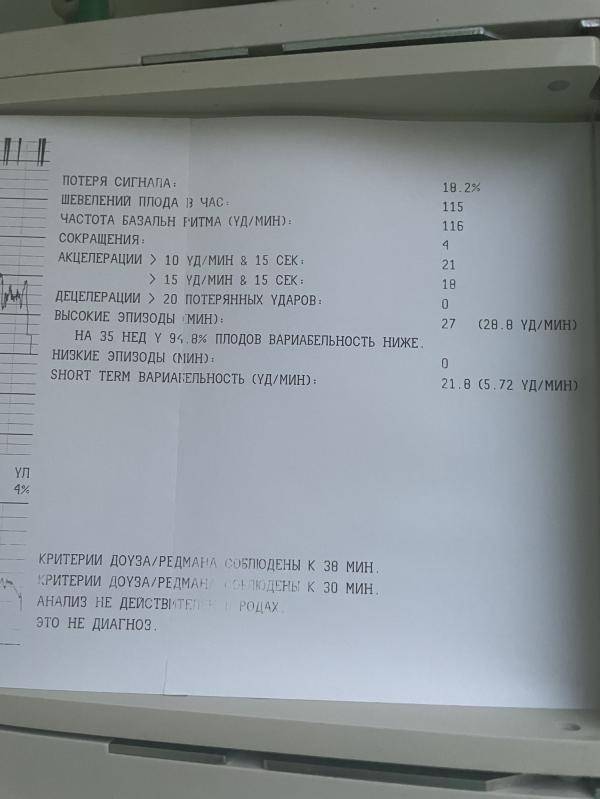 ПОТЕРЯ СИГНАЛА: 18.2%
ШЕВЕЛЕНИЙ ПЛОДА В ЧАС: 115
ЧАСТОТА БАЗАЛЬН РИТМА (УД/МИН): 116
СОКРАЩЕНИЯ: 4
АКЦЕЛЕРАЦИИ > 10 УД/МИН & 15 СЕК: 21
> 15 УД/МИН & 15 СЕК: 18
ДЕЦЕЛЕРАЦИИ > 20 ПОТЕРЯННЫХ УДАРОВ: 0
ВЫСОКИЕ ЭПИЗОДЫ (МИН): 27 (28.8 УД/МИН)
НА 35 НЕД У 94.8% ПЛОДОВ ВАРИАБЕЛЬНОСТЬ НИЖЕ.
НИЗКИЕ ЭПИЗОДЫ (МИН): 0
SHORT TERM ВАРИАБЕЛЬНОСТЬ (УД/МИН): 21.8 (5.72 УД/МИН)
УП
4%
КРИТЕРИИ ДОУЗА/РЕДМАНА СОБЛЮДЕНЫ К 38 МИН.
КРИТЕРИИ ДОУЗА/РЕДМАНА СОБЛЮДЕНЫ К 30 МИН.
АНАЛИЗ НЕ ДЕЙСТВИТЕЛЕН В РОДАХ.
ЭТО НЕ ДИАГНОЗ.